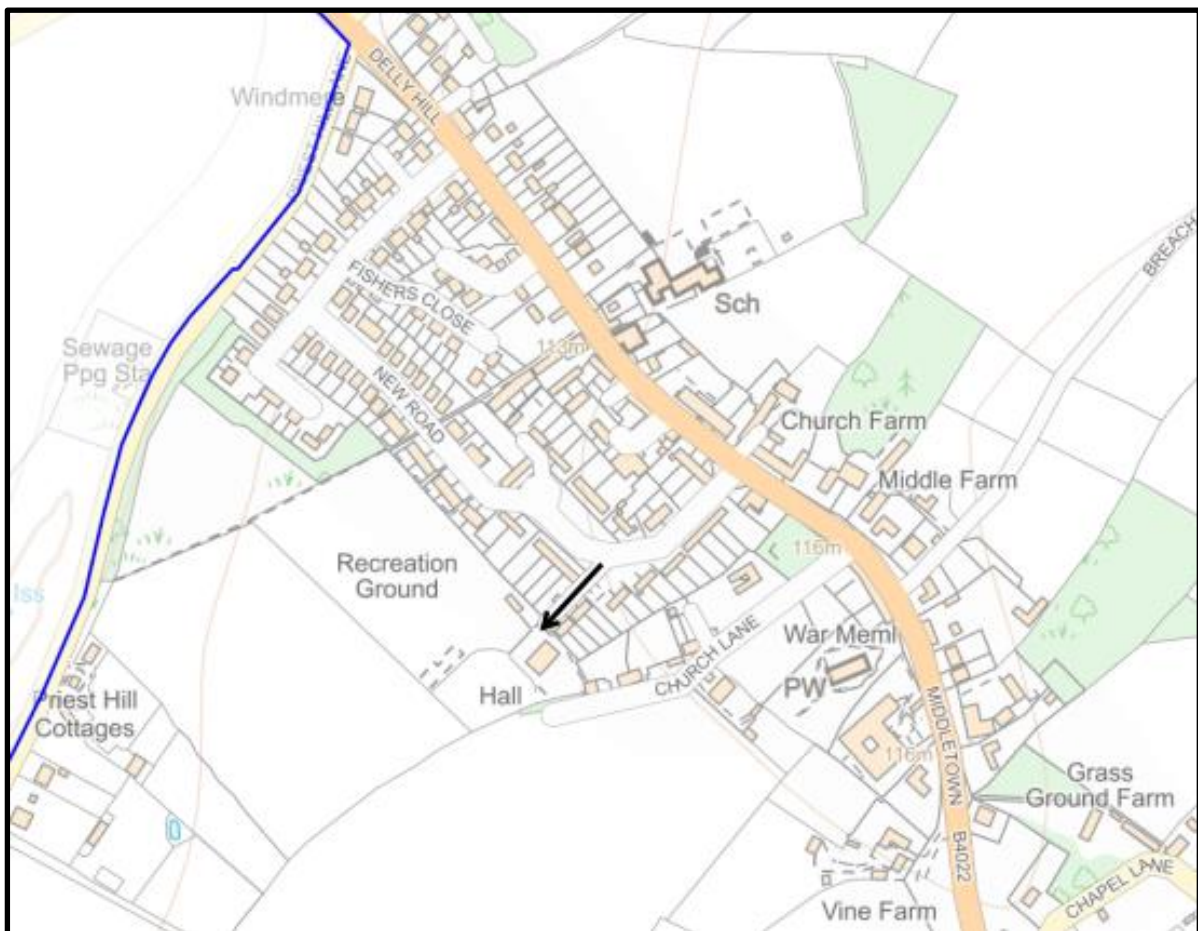 DELLY HILL
Windmere
FISHERS CLOSE
Sch
113m
Sewage
Ppg Sta
NEW ROAD
BREACH
Church Farm
Middle Farm
116m
Recreation
Ground
CHURCH LANE
War Meml
PW
Hall
Priest Hill
Cottages
MIDDLETOWN
B4022
116m
Grass
Ground Farm
CHAPEL LANE
Vine Farm